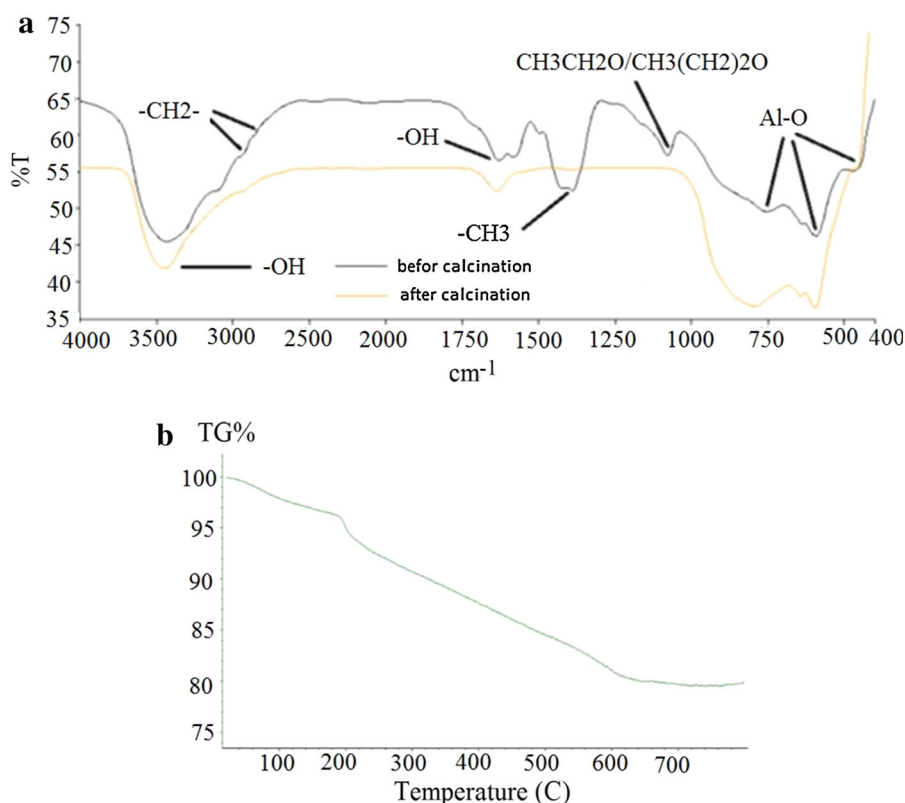 a
75
70
65
60
55
50
45
40
35
%T
CH3CH2O/CH3(CH2)2O
-CH2-
-OH
Al-O
-CH3
-OH
befor calcination
after calcination
4000 3500 3000 2500 2000 1750 1500 1250 1000 750 500 400
cm-1
b TG%
100
95
90
85
80
75
100 200 300 400 500 600 700
Temperature (C)